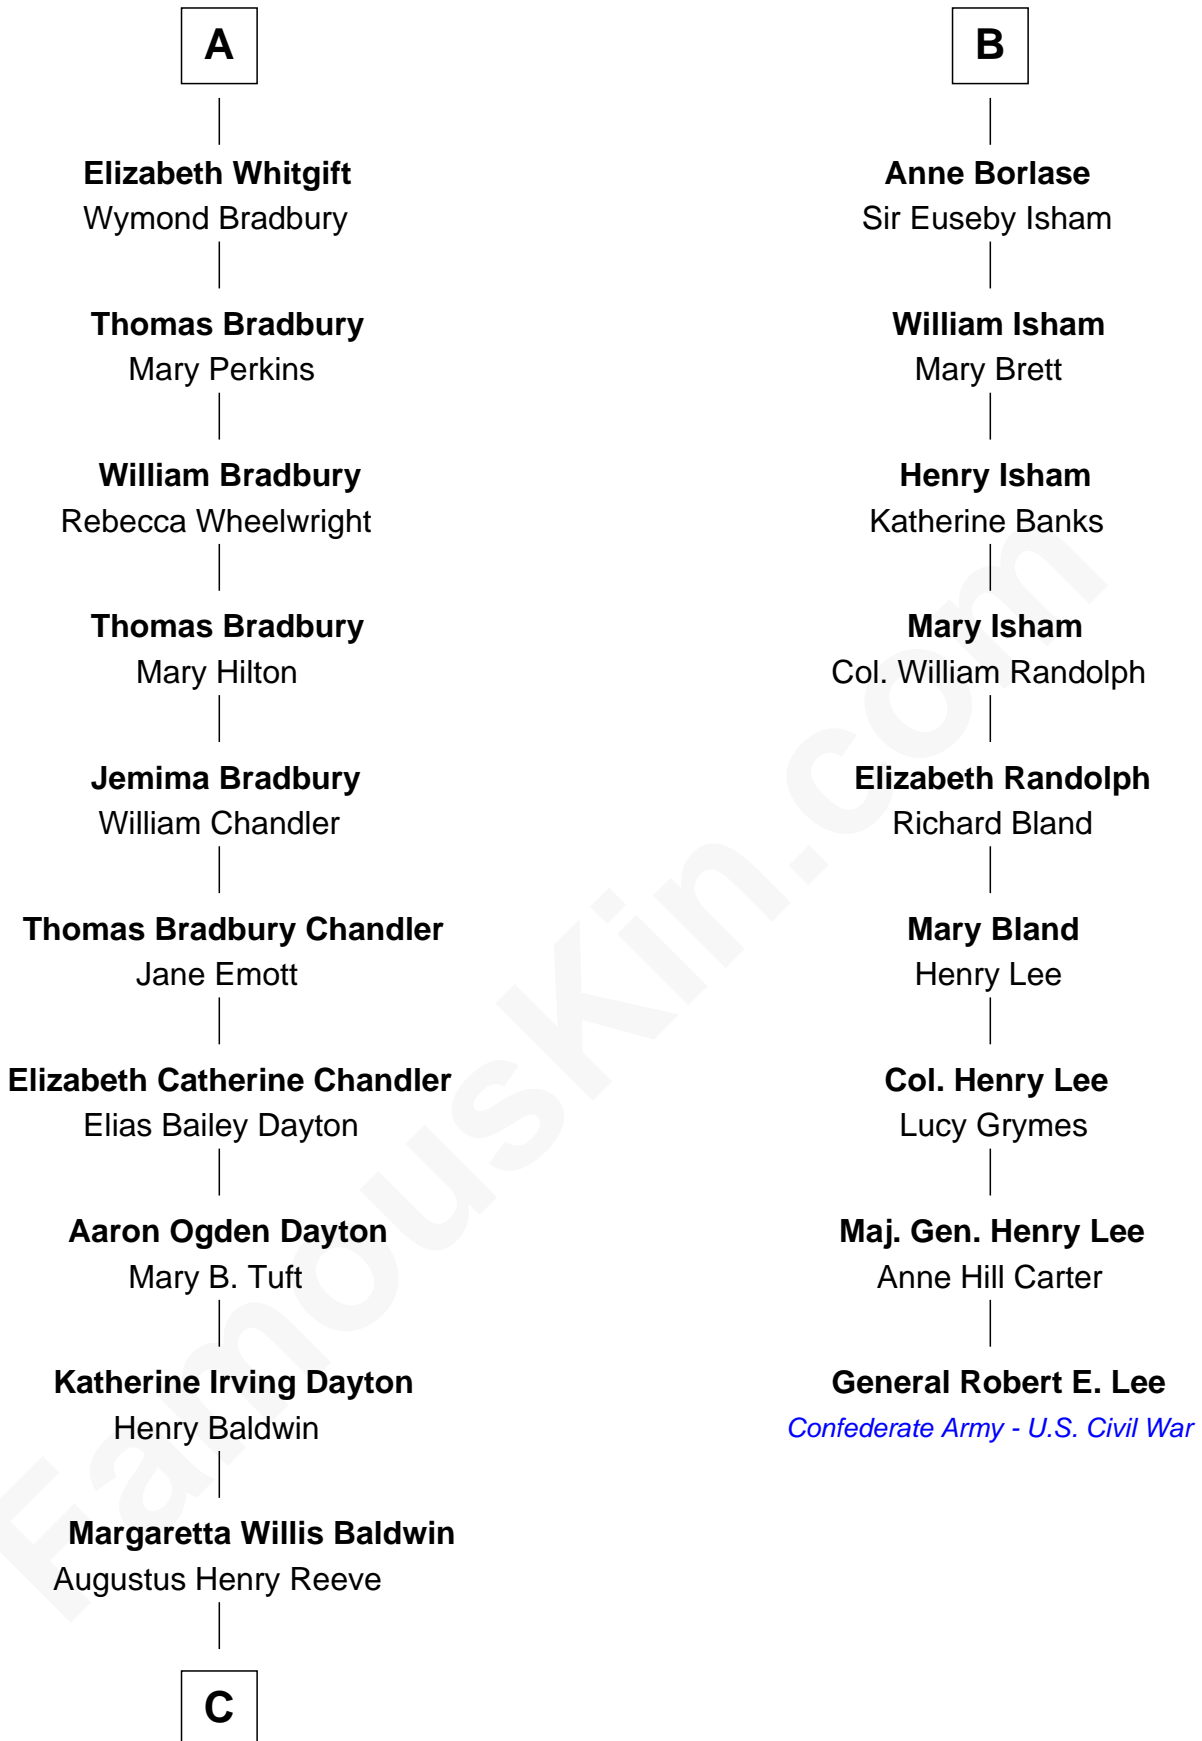 A
Elizabeth Whitgift
Wymond Bradbury
Thomas Bradbury
Mary Perkins
William Bradbury
Rebecca Wheelwright
Thomas Bradbury
Mary Hilton
Jemima Bradbury
William Chandler
Thomas Bradbury Chandler
Jane Emott
Elizabeth Catherine Chandler
Elias Bailey Dayton
Aaron Ogden Dayton
Mary B. Tuft
Katherine Irving Dayton
Henry Baldwin
Margaretta Willis Baldwin
Augustus Henry Reeve
C
B
Anne Borlase
Sir Euseby Isham
William Isham
Mary Brett
Henry Isham
Katherine Banks
Mary Isham
Col. William Randolph
Elizabeth Randolph
Richard Bland
Mary Bland
Henry Lee
Col. Henry Lee
Lucy Grymes
Maj. Gen. Henry Lee
Anne Hill Carter
General Robert E. Lee
Confederate Army - U.S. Civil War
FamousKin.com